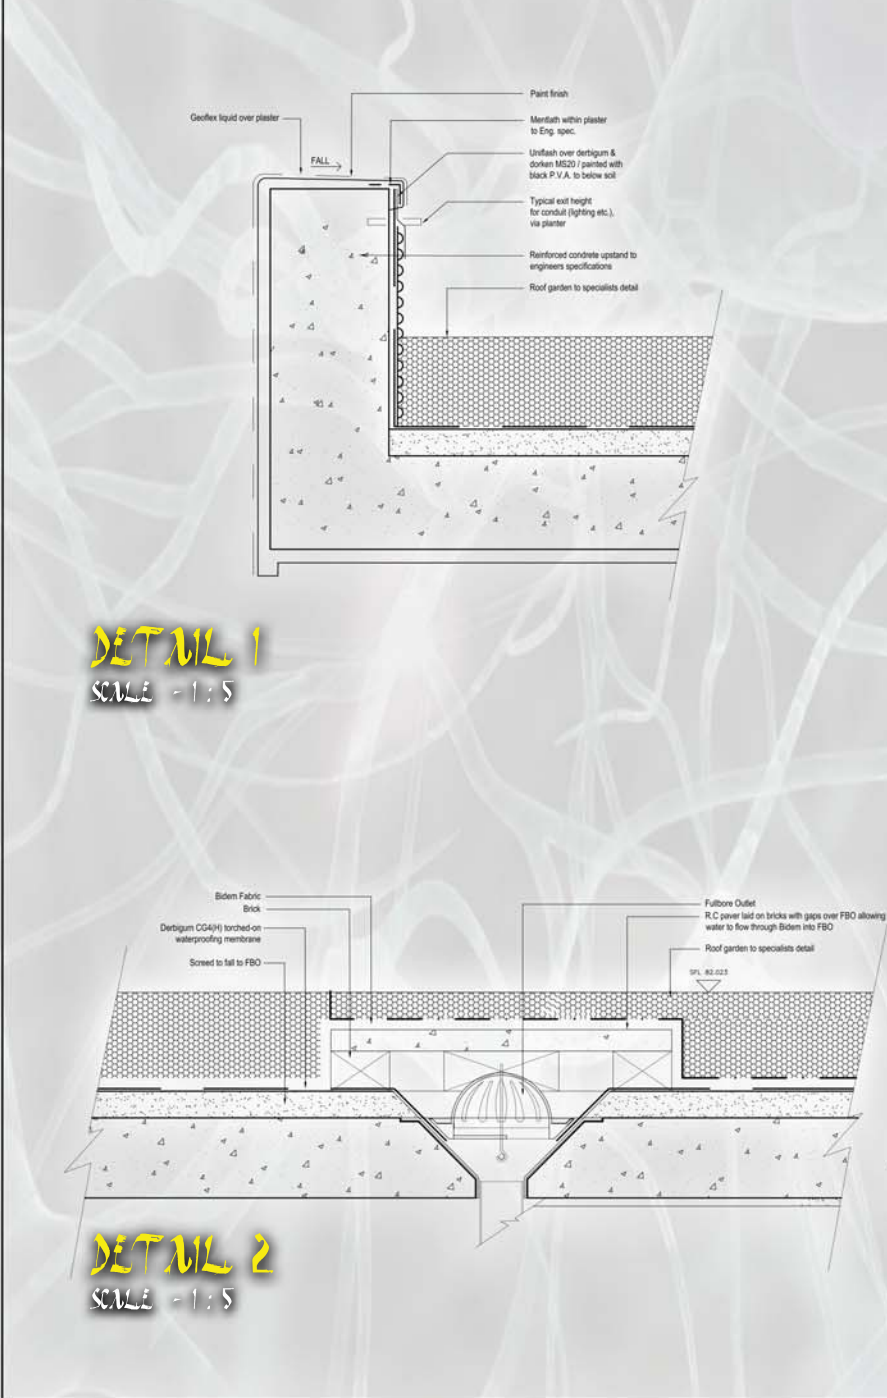 Paint finish
Geoflex liquid over plaster
Mentlath within plaster
to Eng. spec.
FALL
Uniflash over derbigum &
dorken MS20 / painted with
black P.V.A. to below soil
Typical exit height
for conduit (lighting etc.),
via planter
Reinforced condrete upstand to
engineers specifications
Roof garden to specialists detail
DETAIL 1
SCALE - 1 : 5
Bidem Fabric
Brick
Derbigum CG4(H) torched-on
waterproofing membrane
Screed to fall to FBO
Fullbore Outlet
R.C paver laid on bricks with gaps over FBO allowing
water to flow through Bidem into FBO
Roof garden to specialists detail
SFL 82.023
DETAIL 2
SCALE - 1 : 5